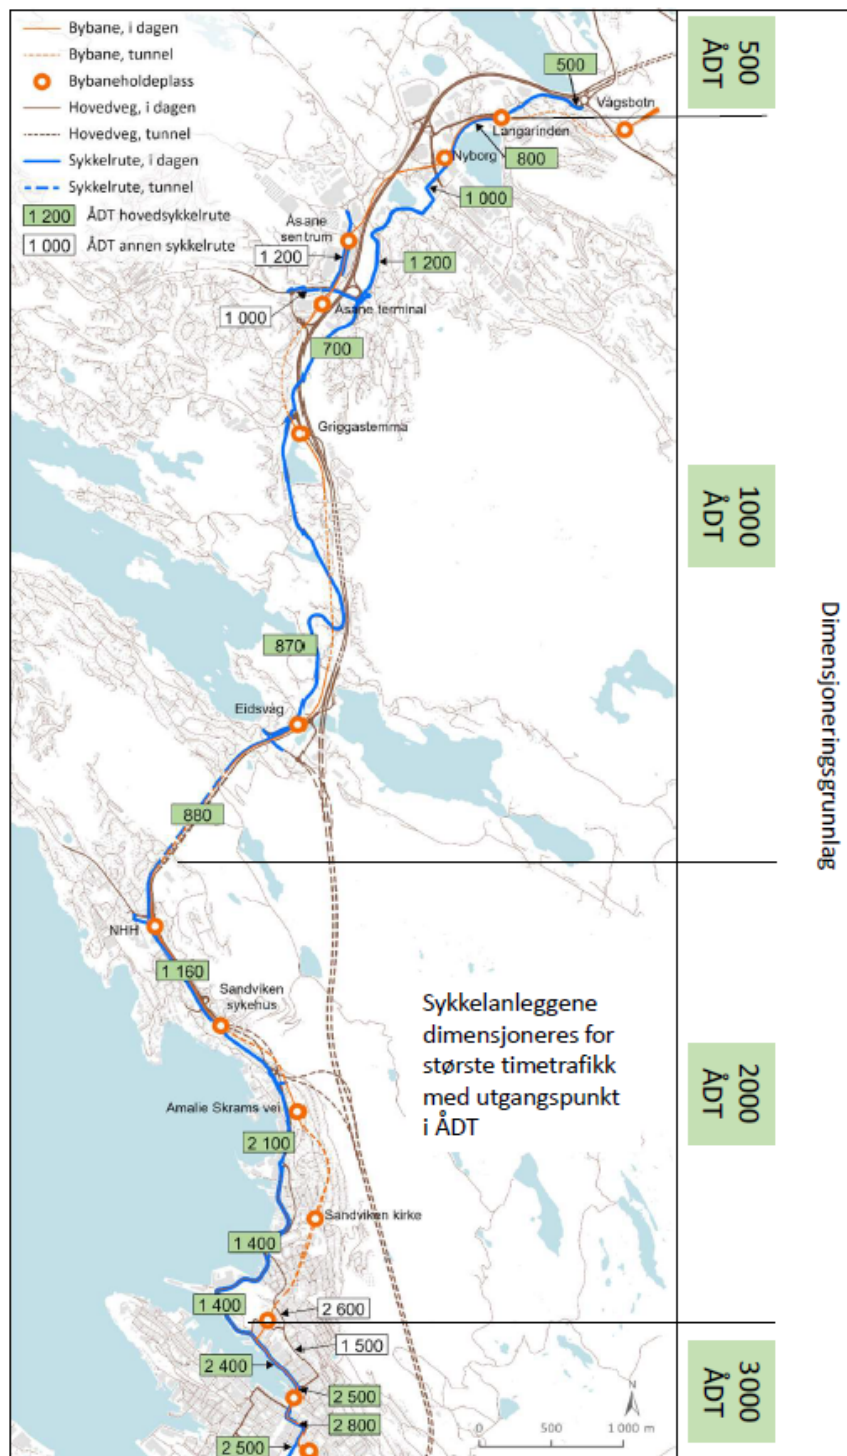 Bybane, i dagen
Bybane, tunnel
Bybaneholdeplass
Hovedveg, i dagen
Hovedveg, tunnel
Sykkelrute, i dagen
Sykkelrute, tunnel
1 200 ÅDT hovedsykkelrute
1 000 ÅDT annen sykkelrute
500
Vågsbotn
Langarinden
800
Nyborg
1 000
Åsane
sentrum
1 200
1 200
1 000
Åsane terminal
700
Griggastemma
870
Eidsvåg
880
NHH
1 160
Sandviken
sykehus
Amalie Skrams vei
2 100
Sandviken kirke
1 400
1 400
2 600
1 500
2 400
2 500
2 800
2 500
Sykkelanleggene
dimensjoneres for
største timetrafikk
med utgangspunkt
i ÅDT
N
0 500 1 000 m
500
ÅDT
1000
ÅDT
2000
ÅDT
3000
ÅDT
Dimensjoneringsgrunnlag